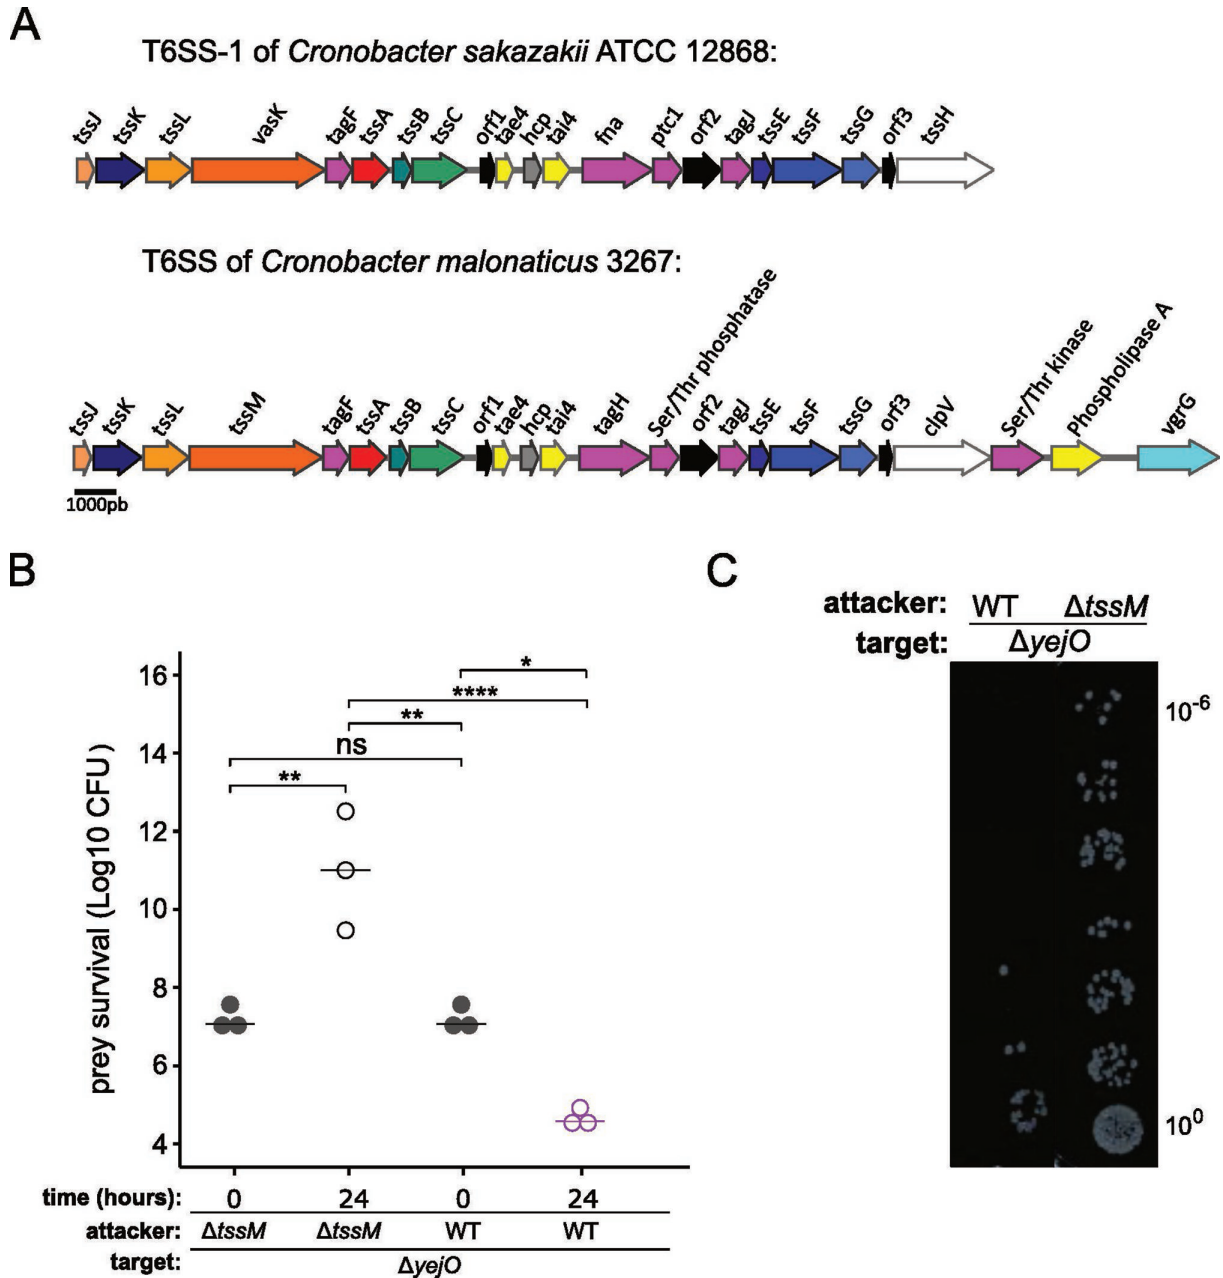 A
T6SS-1 of Cronobacter sakazakii ATCC 12868:
tssJ tssK tssL vasK tagF tssA tssB tssC orf1 tae4 hcp tai4 fna ptc1 orf2 tagJ tssE tssF tssG orf3 tssH
T6SS of Cronobacter malonaticus 3267:
tssJ tssK tssL tssM tagF tssA tssB tssC orf1 tae4 hcp tai4 tagH Ser/Thr phosphatase orf2 tagJ tssE tssF tssG orf3 clpV Ser/Thr kinase Phospholipase A vgrG
1000pb
B
prey survival (Log10 CFU)
16
14
12
10
8
6
4
*
****
**
ns
**
time (hours): 0 24 0 24
attacker: ΔtssM ΔtssM WT WT
target: ΔyejO
C
attacker: WT ΔtssM
target: ΔyejO
10-6
100